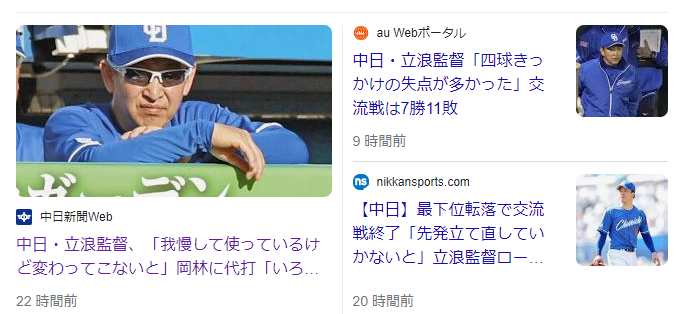 ガーデン
中日新聞Web
中日・立浪監督、「我慢して使っているけ
ど変わってこないと」岡林に代打「いろ…
22 時間前
au Webポータル
中日・立浪監督「四球きっ
かけの失点が多かった」交
流戦は7勝11敗
9 時間前
ns
nikkansports.com
【中日】最下位転落で交流
戦終了「先発立て直してい
かないと」立浪監督ロー…
20 時間前